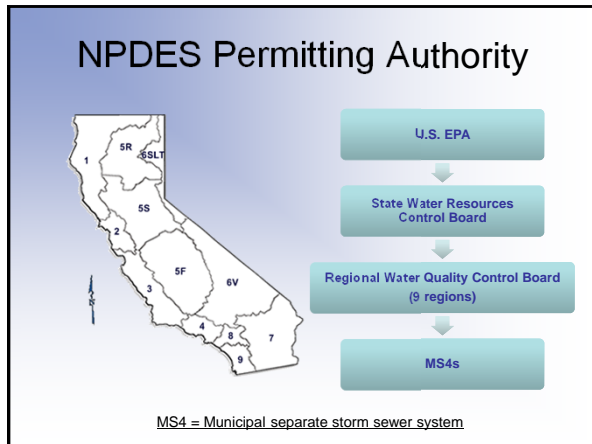 NPDES Permitting Authority
1
5R
6SLT
5S
2
5F
3
6V
4
8
7
9
N
U.S. EPA
State Water Resources
Control Board
Regional Water Quality Control Board
(9 regions)
MS4s
MS4 = Municipal separate storm sewer system